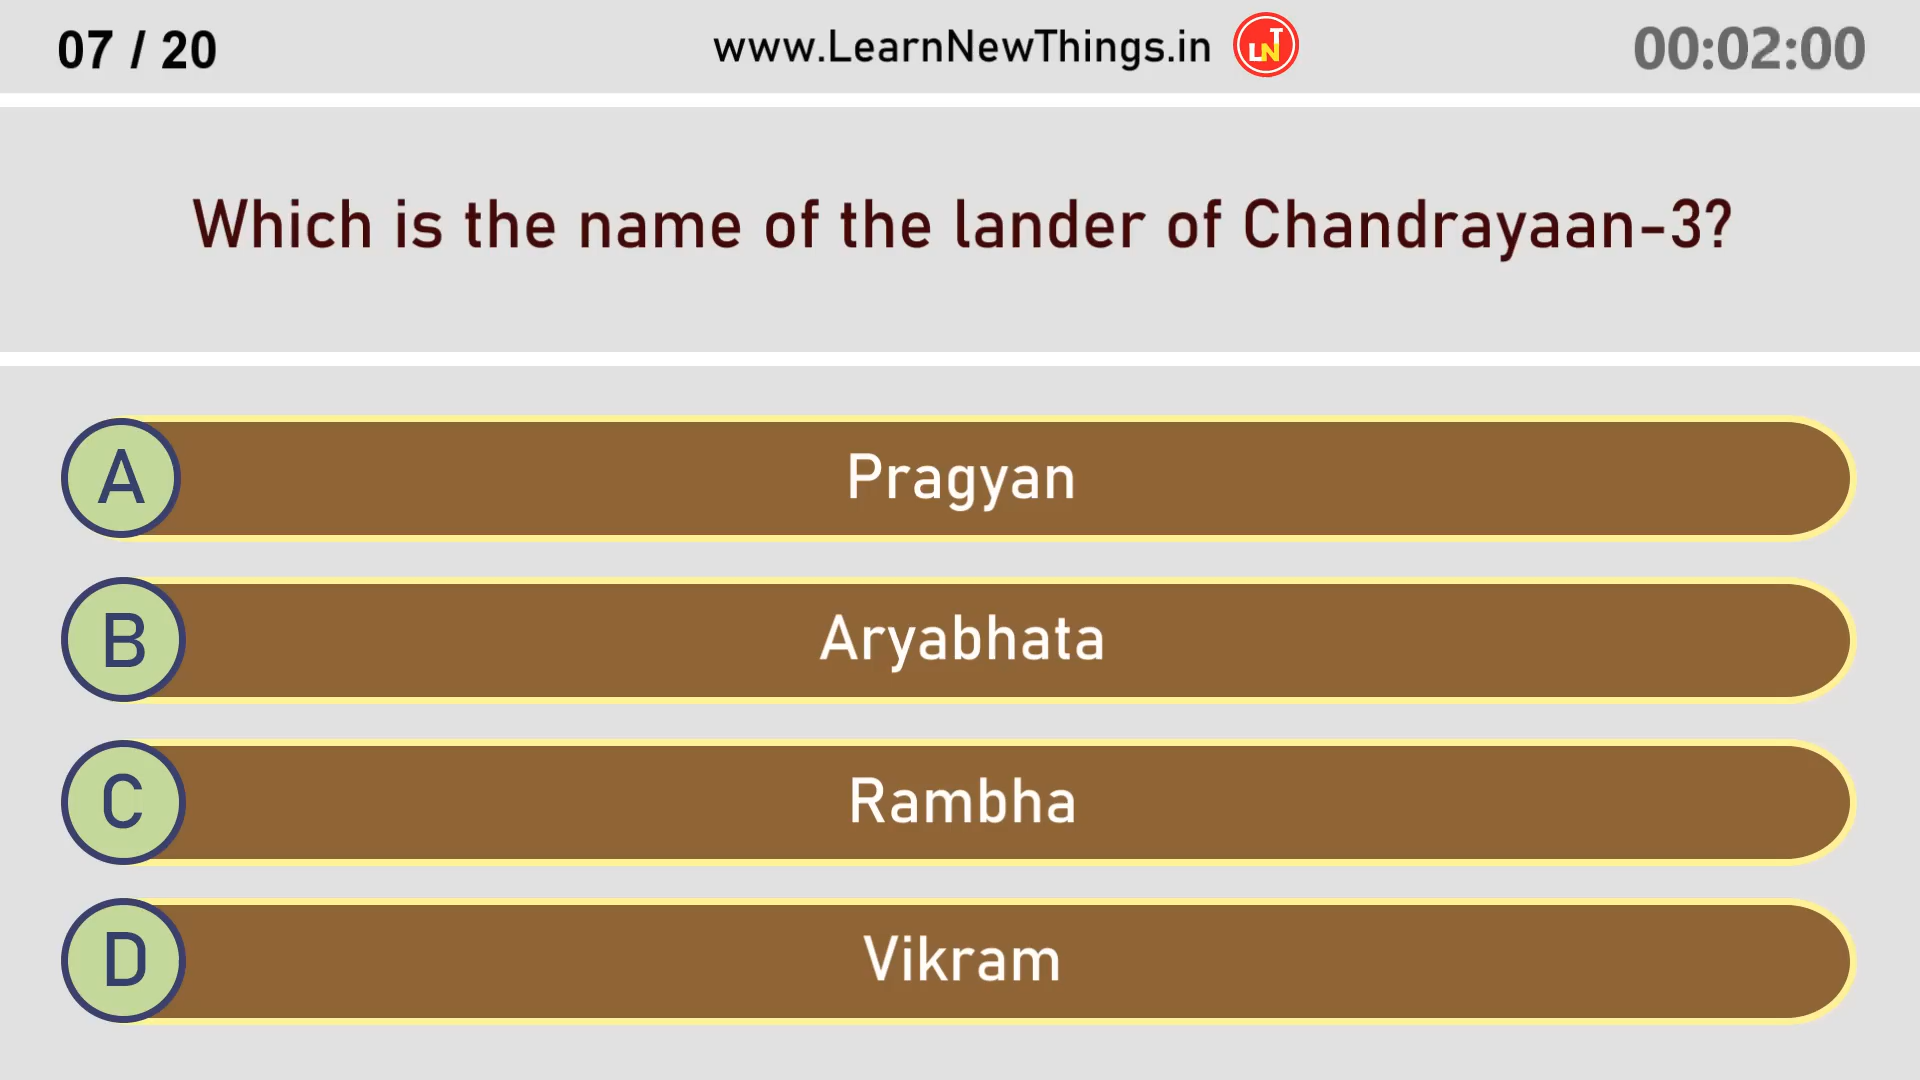 07 / 20
www.LearnNewThings.in
LNT
00:02:00
Which is the name of the lander of Chandrayaan-3?
A
Pragyan
B
Aryabhata
C
Rambha
D
Vikram